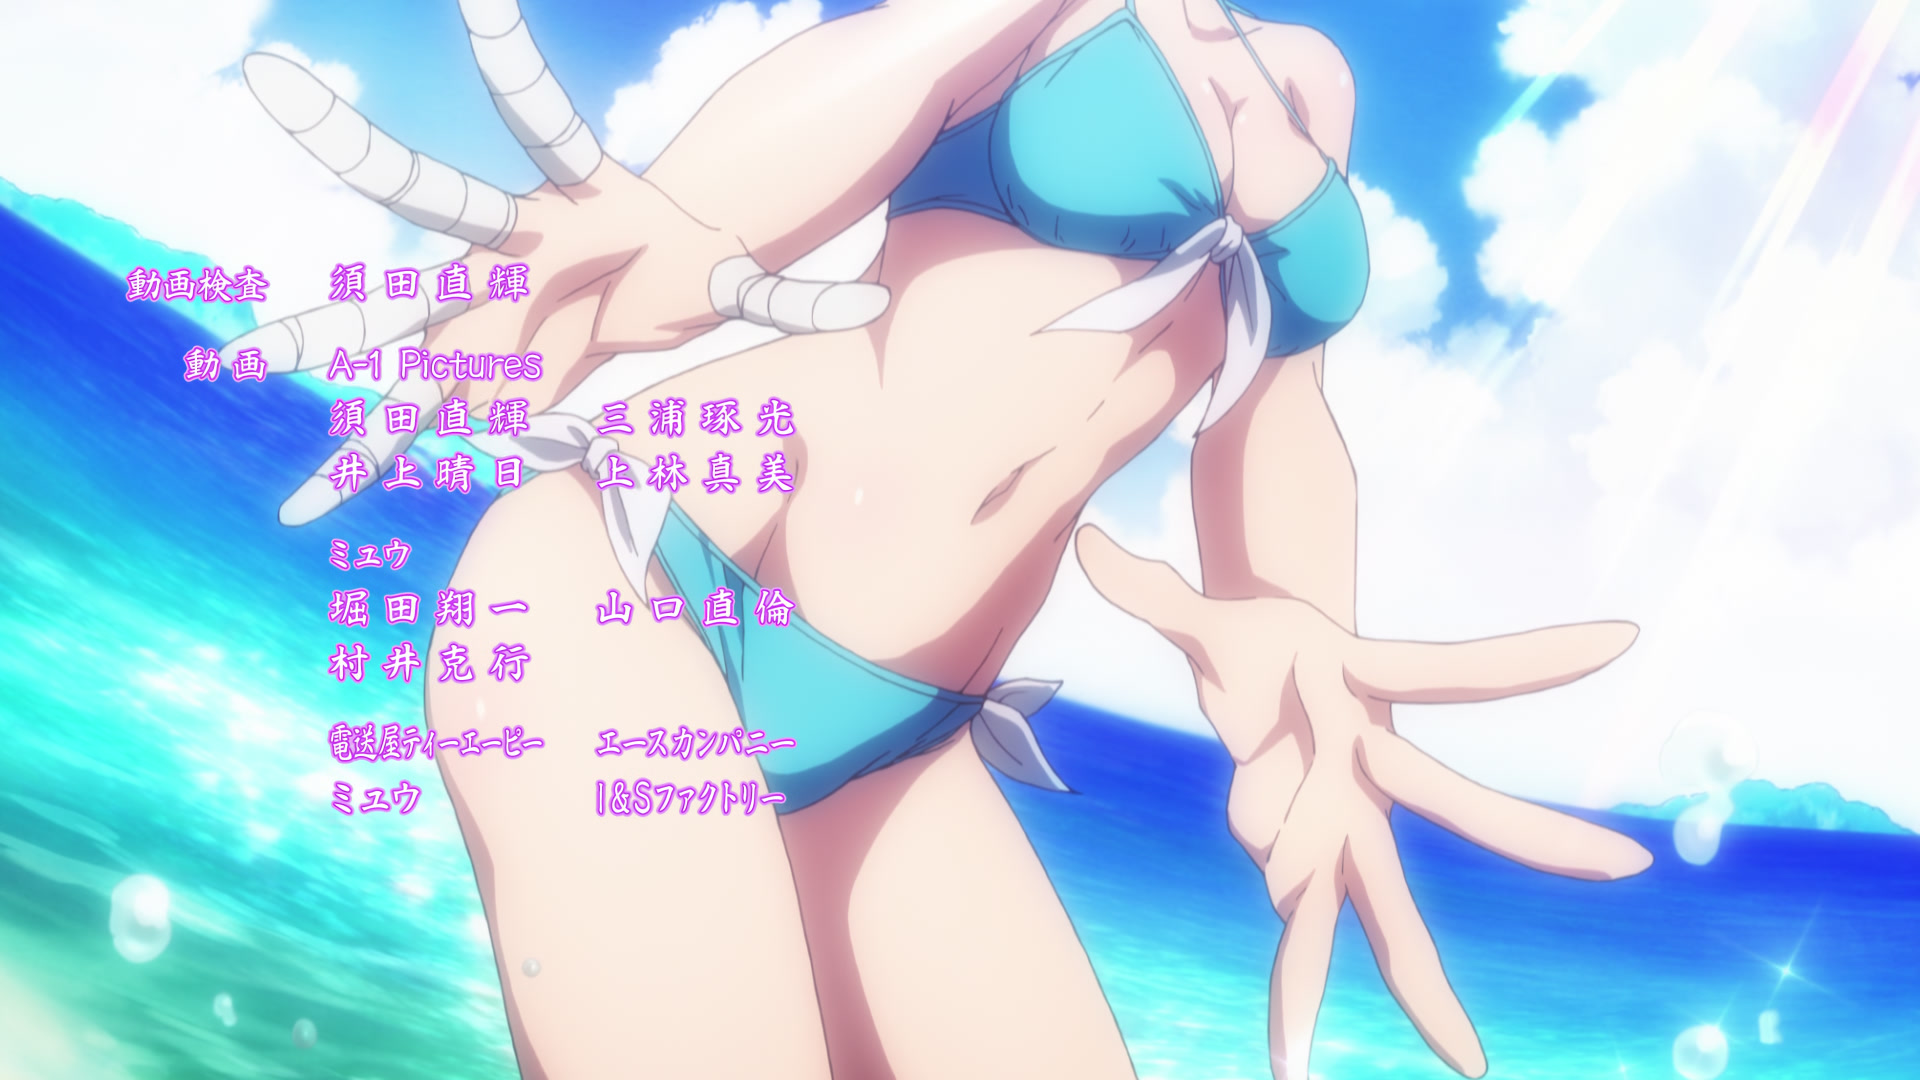 動画検査 須田直輝
動画 A-1 Pictures
須田直輝 三浦琢光
井上晴日 上林真美
ミュウ
堀田翔一 山口直倫
村井克行
電送屋ティーエーピー エースカンパニー
ミュウ I&Sファクトリー